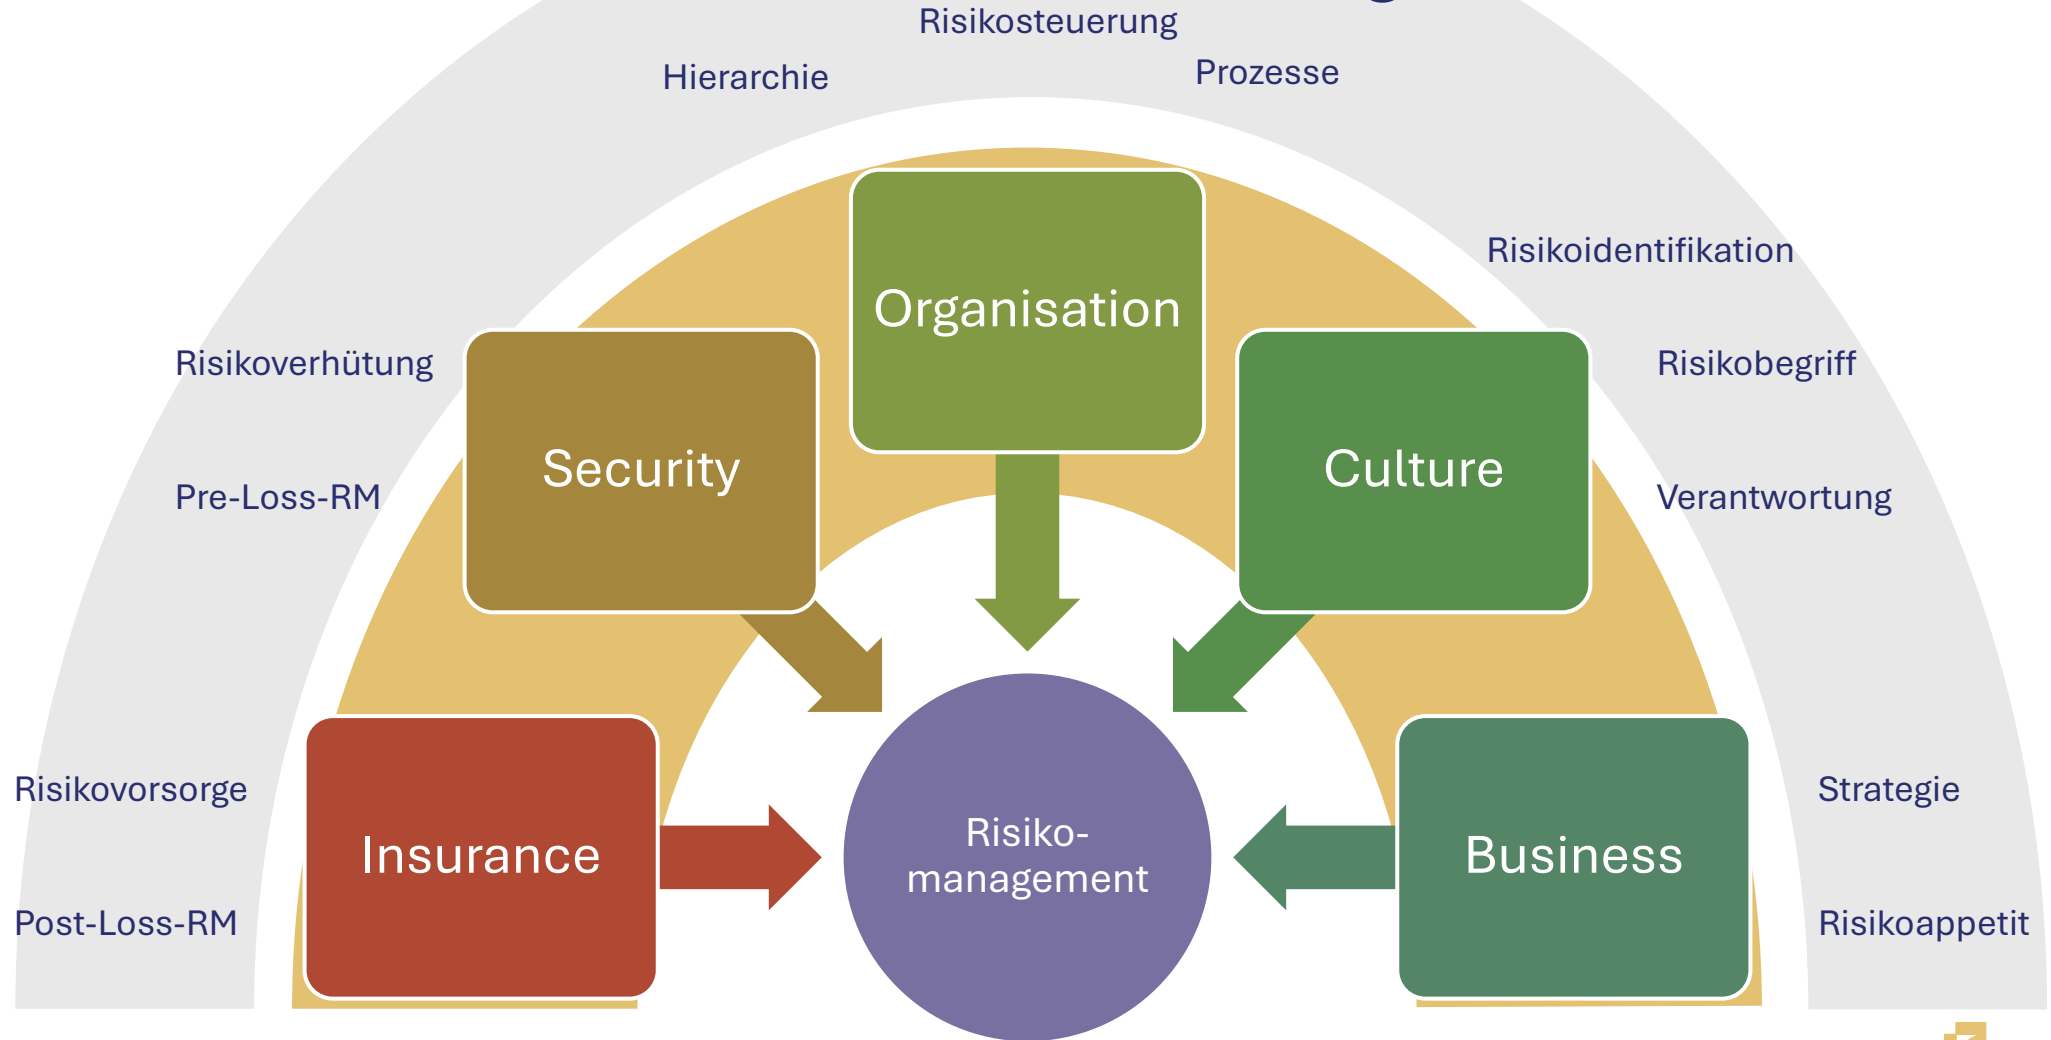 Risikosteuerung
Hierarchie
Prozesse
Organisation
Risikoidentifikation
Risikoverhütung
Risikobegriff
Security
Culture
Pre-Loss-RM
Verantwortung
Risikovorsorge
Strategie
Insurance
Risiko-
management
Business
Post-Loss-RM
Risikoappetit